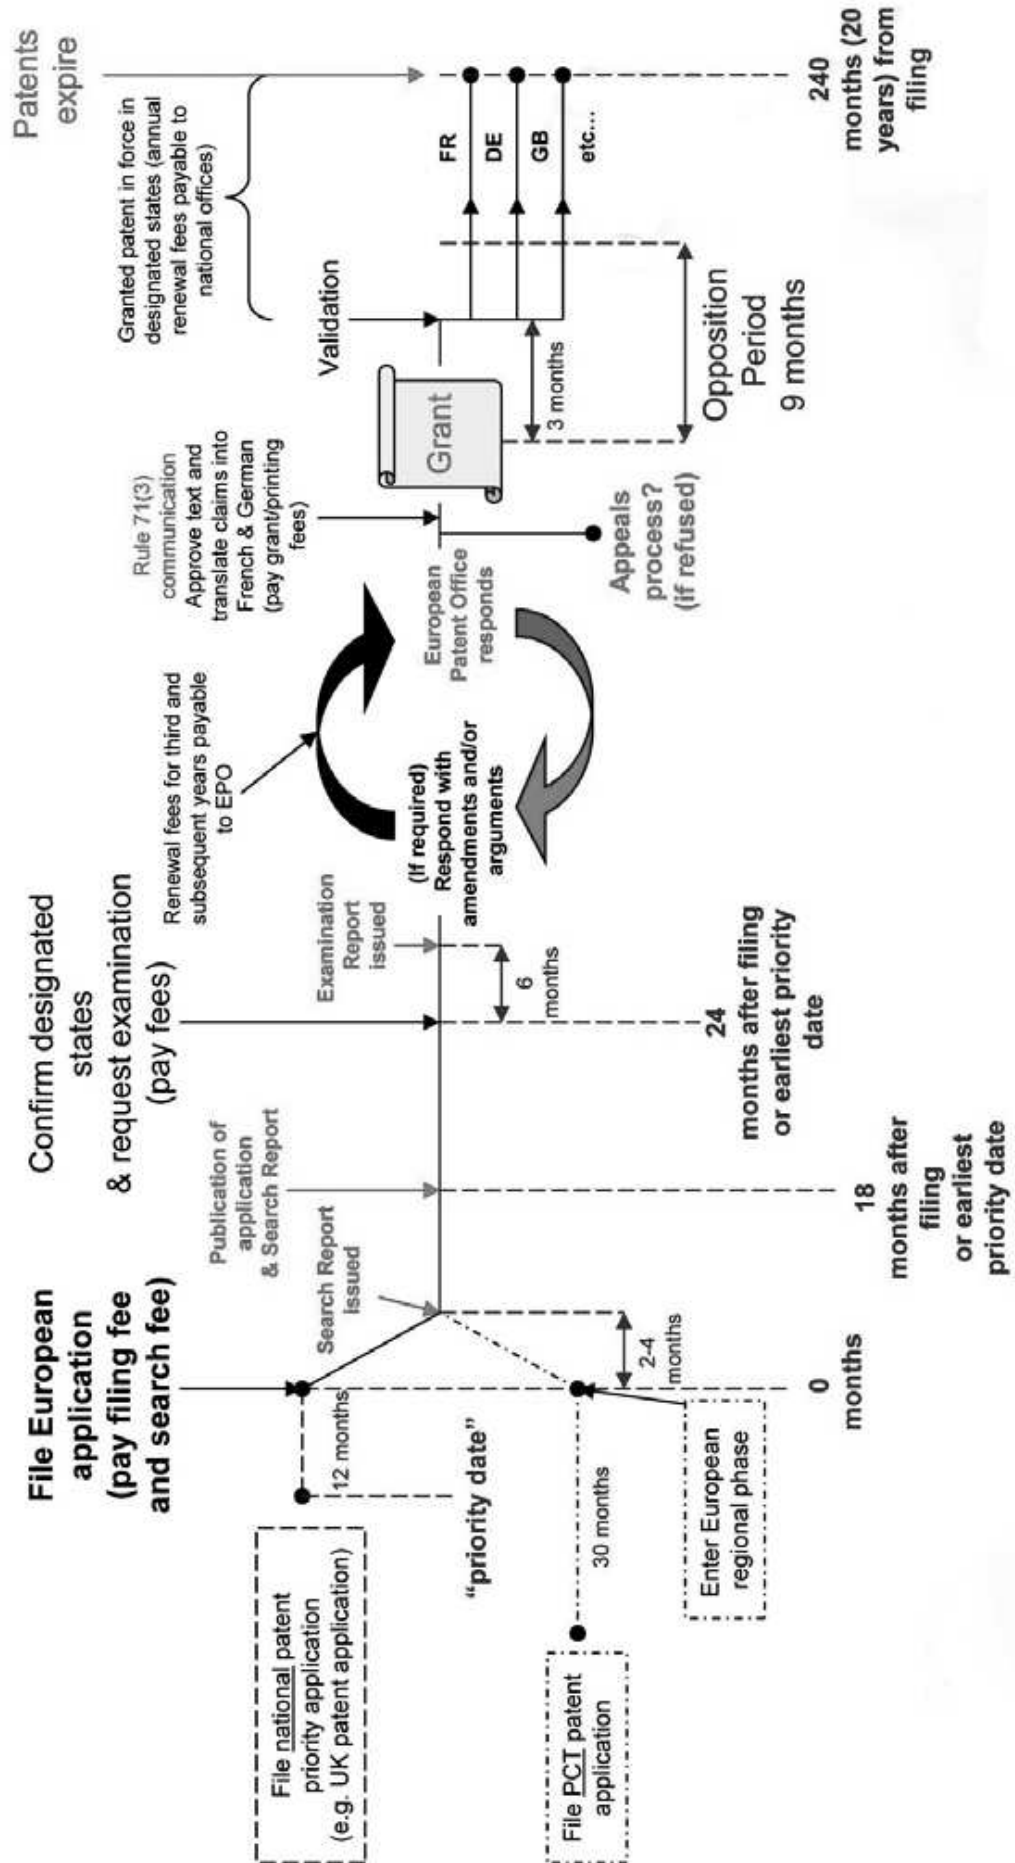 File European
application
(pay filing fee
and search fee)
Confirm designated
states
& request examination
(pay fees)
Patents
expire
Publication of
application
& Search Report
Search Report
issued
Examination
Report
issued
Renewal fees for third and
subsequent years payable
to EPO
Rule 71(3)
communication
Approve text and
translate claims into
French & German
(pay grant/printing
fees)
Granted patent in force in
designated states (annual
renewal fees payable to
national offices)
Validation
File national patent
priority application
(e.g. UK patent application)
12 months
"priority date"
File PCT patent
application
30 months
Enter European
regional phase
2-4
months
0
months
18
months after
filing
or earliest
priority date
6
months
24
months after filing
or earliest priority
date
(If required)
Respond with
amendments and/or
arguments
European
Patent Office
responds
Appeals
process?
(if refused)
Grant
3 months
Opposition
Period
9 months
FR
DE
GB
etc...
240
months (20
years) from
filing